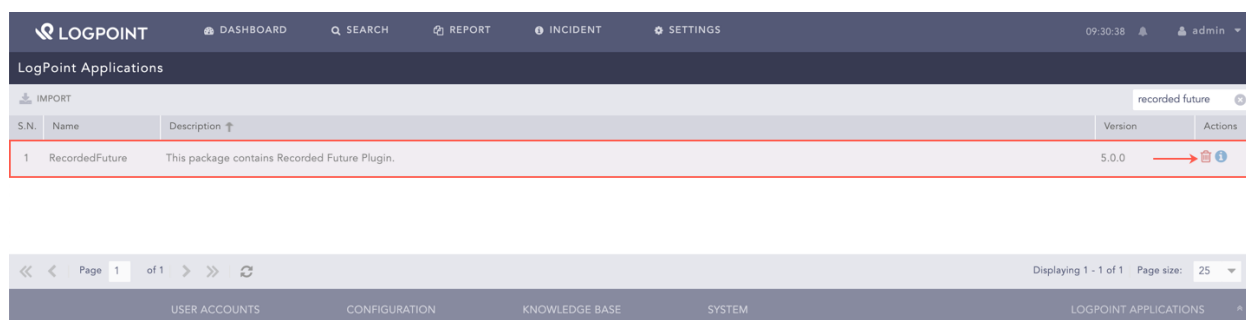 LOGPOINT DASHBOARD SEARCH REPORT INCIDENT SETTINGS 09:30:38 admin
LogPoint Applications
IMPORT recorded future
S.N. Name Description Version Actions
1 RecordedFuture This package contains Recorded Future Plugin. 5.0.0
Page 1 of 1 Displaying 1 - 1 of 1 Page size: 25
USER ACCOUNTS CONFIGURATION KNOWLEDGE BASE SYSTEM LOGPOINT APPLICATIONS